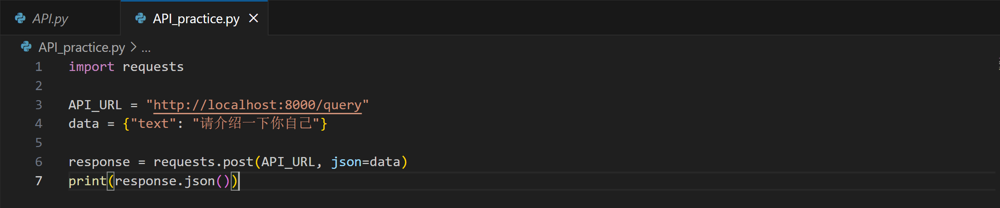 API.py API_practice.py
API_practice.py > ...
1 import requests
2
3 API_URL = "http://localhost:8000/query"
4 data = {"text": "请介绍一下你自己"}
5
6 response = requests.post(API_URL, json=data)
7 print(response.json())